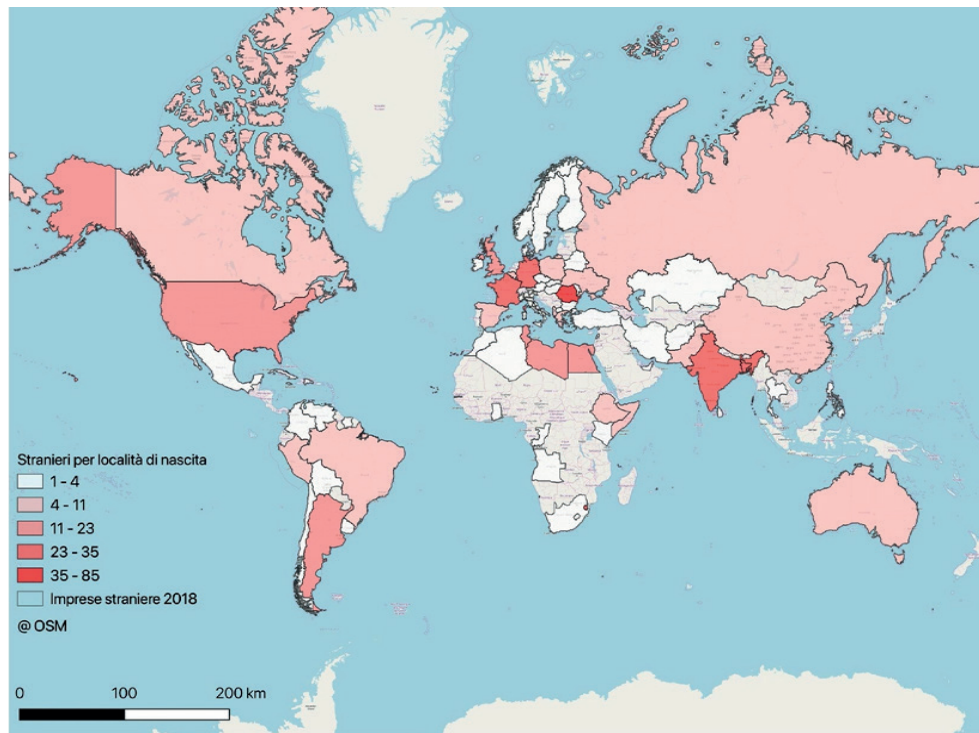 Stranieri per località di nascita
1 - 4
4 - 11
11 - 23
23 - 35
35 - 85
Imprese straniere 2018
@ OSM
0 100 200 km